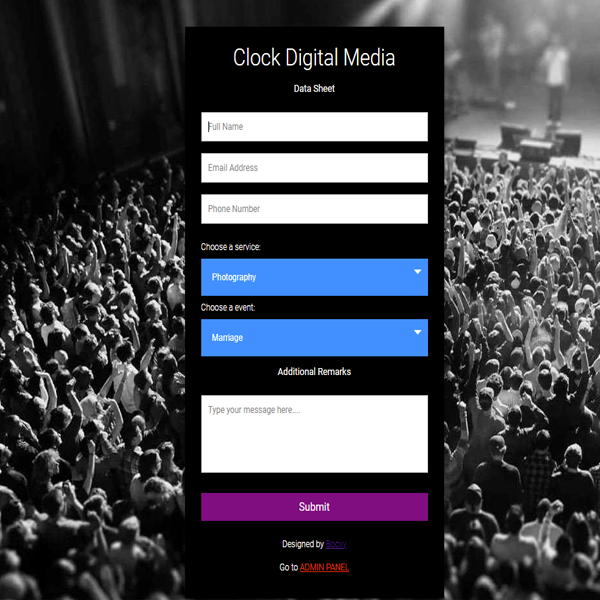 Clock Digital Media
Data Sheet
Full Name
Email Address
Phone Number
Choose a service:
Photography
Choose a event:
Marriage
Additional Remarks
Type your message here....
Submit
Designed by
Go to ADMIN PANEL